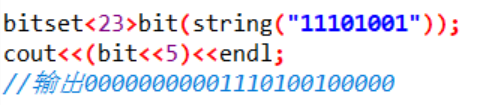 bitset<23>bit(string("11101001"));
cout<<(bit<<5)<<endl;
//输出00000000001110100100000